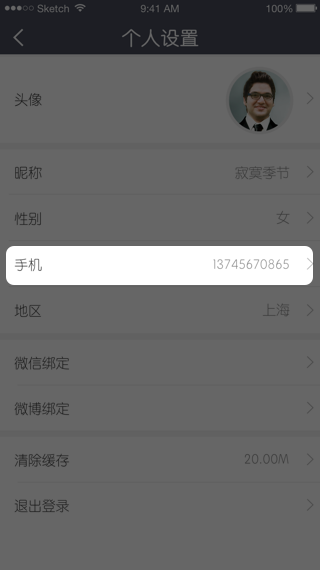 Sketch 9:41 AM 100%
个人设置
头像
昵称 寂寞季节
性别 女
手机 13745670865
地区 上海
微信绑定
微博绑定
清除缓存 20.00M
退出登录